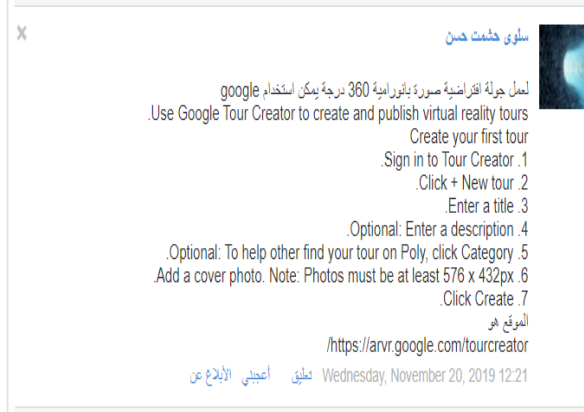 سلوى حشمت حسن
لعمل جولة افتراضية صورة بانورامية 360 درجة يمكن استخدام google
Use Google Tour Creator to create and publish virtual reality tours.
Create your first tour
1. Sign in to Tour Creator.
2. Click + New tour.
3. Enter a title.
4. Optional: Enter a description.
5. Optional: To help other find your tour on Poly, click Category.
6. Add a cover photo. Note: Photos must be at least 576 x 432px.
7. Click Create.
الموقع هو
https://arvr.google.com/tourcreator/
Wednesday, November 20, 2019 12:21 تعليق أعجبني الأبلاغ عن